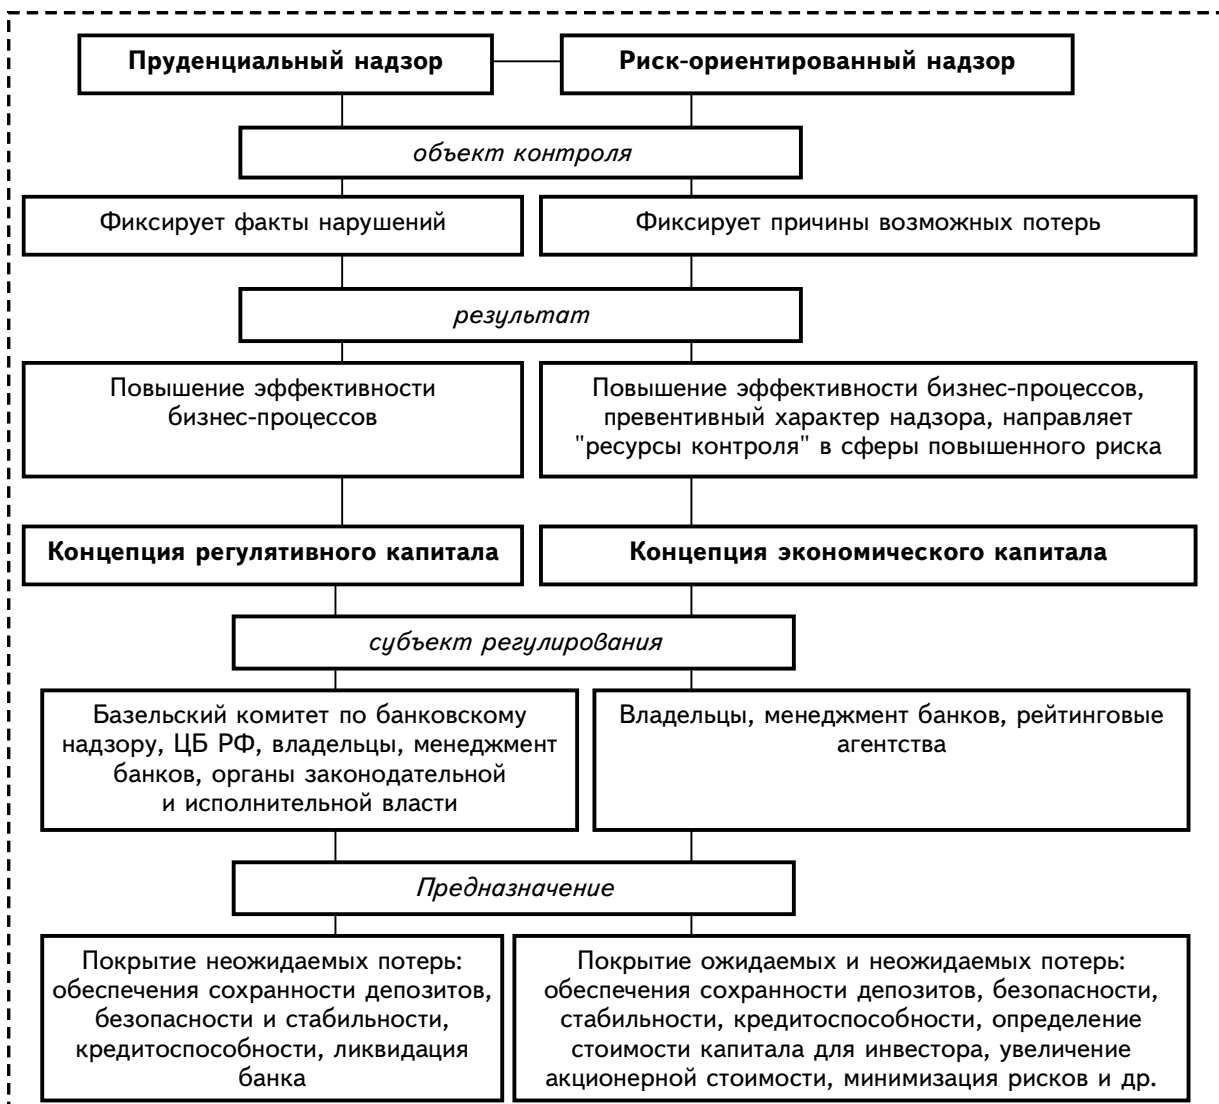 Пруденциальный надзор
Риск-ориентированный надзор
объект контроля
Фиксирует факты нарушений
Фиксирует причины возможных потерь
результат
Повышение эффективности
бизнес-процессов
Повышение эффективности бизнес-процессов,
превентивный характер надзора, направляет
"ресурсы контроля" в сферы повышенного риска
Концепция регулятивного капитала
Концепция экономического капитала
субъект регулирования
Базельский комитет по банковскому
надзору, ЦБ РФ, владельцы, менеджмент
банков, органы законодательной
и исполнительной власти
Владельцы, менеджмент банков, рейтинговые
агентства
Предназначение
Покрытие неожидаемых потерь:
обеспечения сохранности депозитов,
безопасности и стабильности,
кредитоспособности, ликвидация
банка
Покрытие ожидаемых и неожидаемых потерь:
обеспечения сохранности депозитов, безопасности,
стабильности, кредитоспособности, определение
стоимости капитала для инвестора, увеличение
акционерной стоимости, минимизация рисков и др.